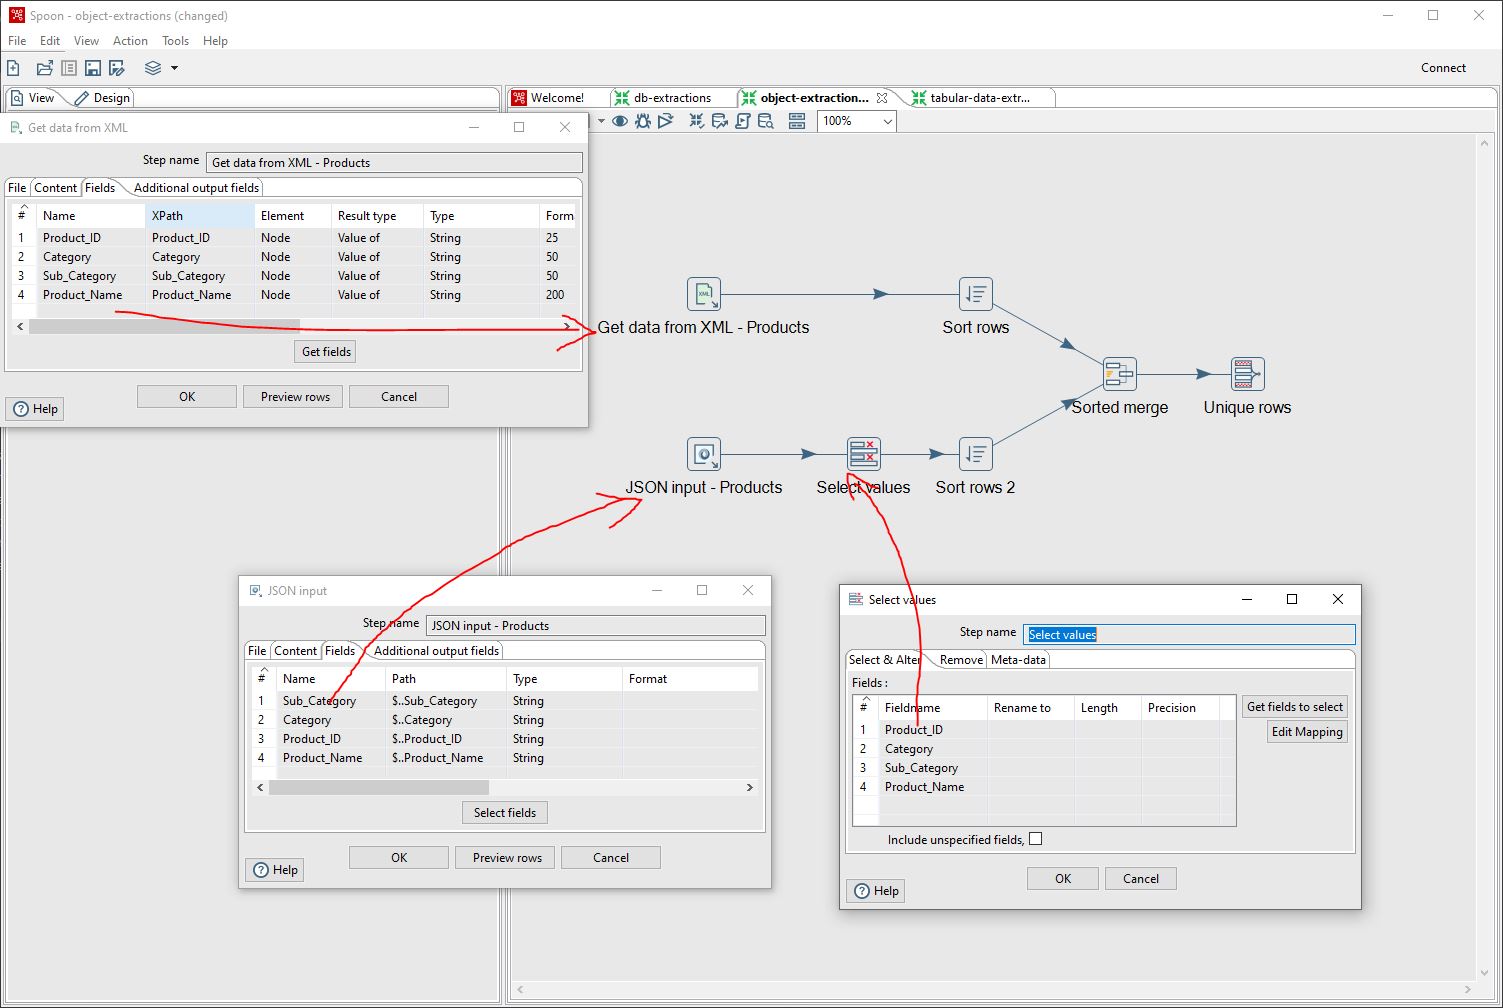 Spoon - object-extractions (changed)
File Edit View Action Tools Help
Connect
View Design
Welcome! db-extractions object-extraction... tabular-data-extr...
100%
Get data from XML
Step name Get data from XML - Products
File Content Fields Additional output fields
# Name XPath Element Result type Type Forma
1 Product_ID Product_ID Node Value of String 25
2 Category Category Node Value of String 50
3 Sub_Category Sub_Category Node Value of String 50
4 Product_Name Product_Name Node Value of String 200
Get fields
OK Preview rows Cancel
Help
Get data from XML - Products
Sort rows
Sorted merge
Unique rows
JSON input - Products
Select values
Sort rows 2
JSON input
Step name JSON input - Products
File Content Fields Additional output fields
# Name Path Type Format
1 Sub_Category $..Sub_Category String
2 Category $..Category String
3 Product_ID $..Product_ID String
4 Product_Name $..Product_Name String
Select fields
OK Preview rows Cancel
Help
Select values
Step name Select values
Select & Alter Remove Meta-data
Fields :
# Fieldname Rename to Length Precision
Get fields to select
1 Product_ID
Edit Mapping
2 Category
3 Sub_Category
4 Product_Name
Include unspecified fields,
OK Cancel
Help